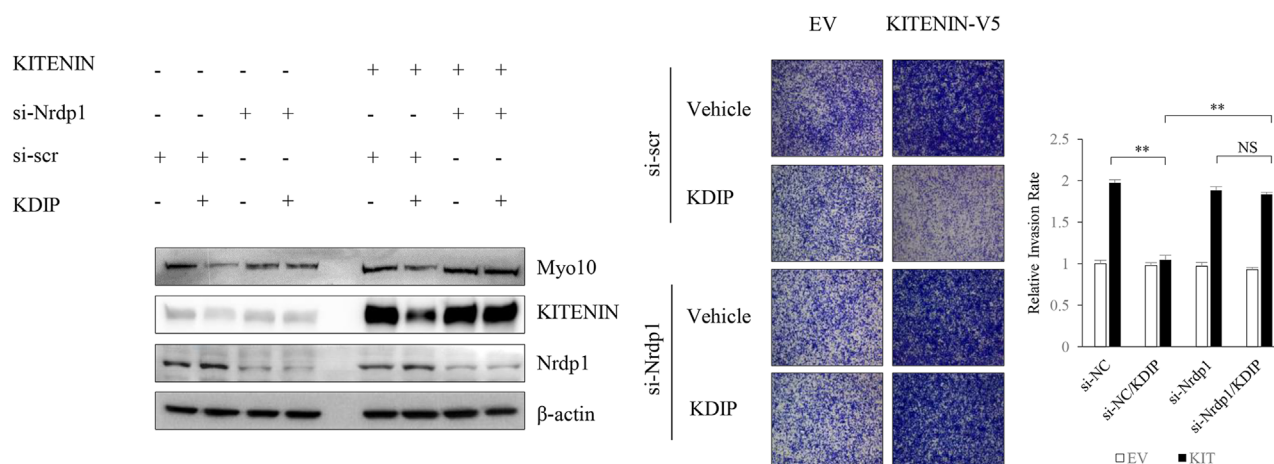 KITENIN - - - - + + + +
si-Nrdp1 - - + + - - + +
si-scr + + - - + + - -
KDIP - + - + - + - +
Myo10
KITENIN
Nrdp1
β-actin
EV KITENIN-V5
si-scr
Vehicle
KDIP
si-Nrdp1
Vehicle
KDIP
Relative Invasion Rate
2.5
2
1.5
1
0.5
0
**
**
NS
si-NC
si-NC/KDIP
si-Nrdp1
si-Nrdp1/KDIP
EV KIT